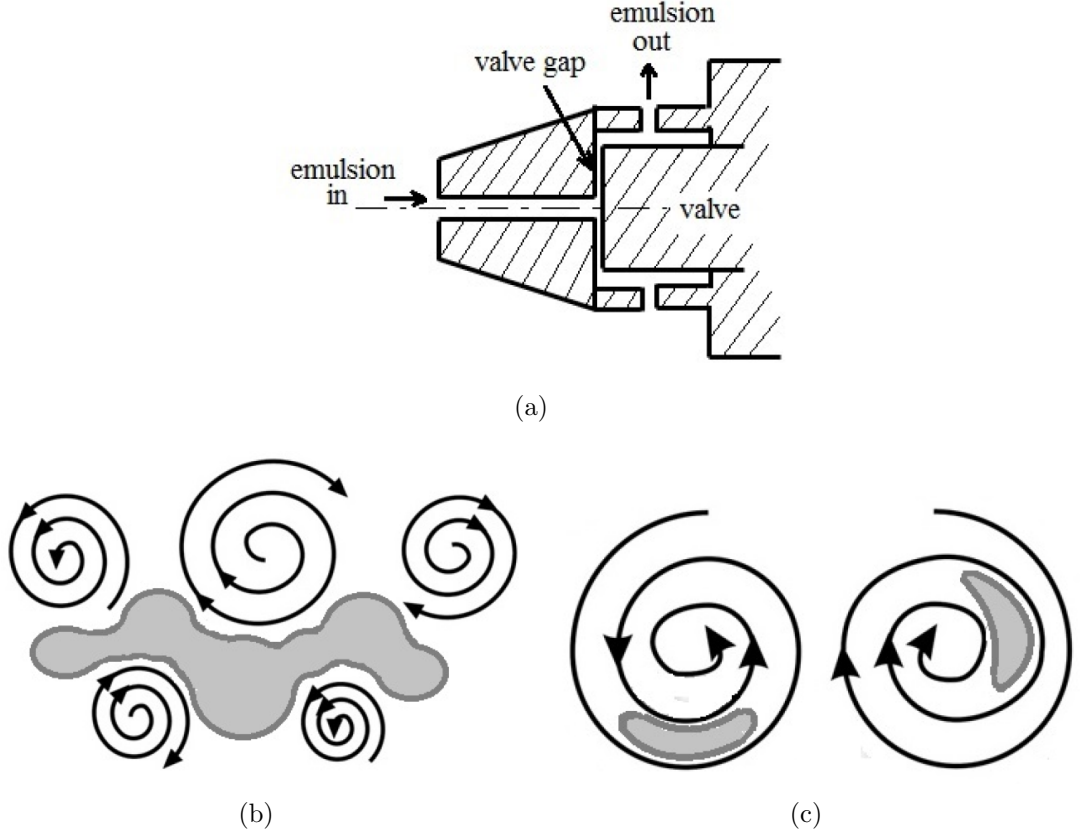 emulsion
out
valve gap
emulsion
in
valve
(a)
(b)
(c)